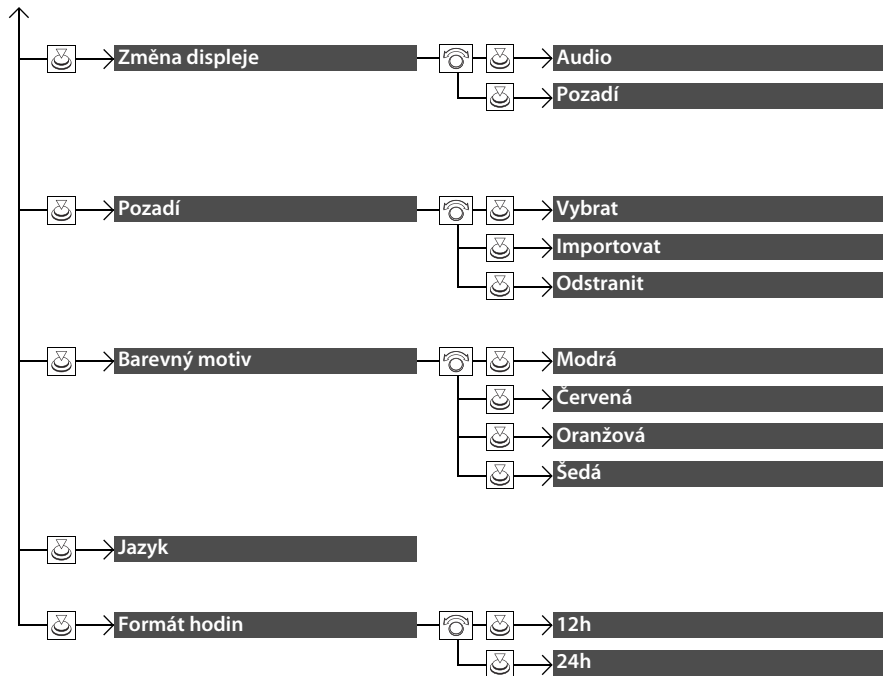 Změna displeje
Audio
Pozadí
Pozadí
Vybrat
Importovat
Odstranit
Barevný motiv
Modrá
Červená
Oranžová
Šedá
Jazyk
Formát hodin
12h
24h